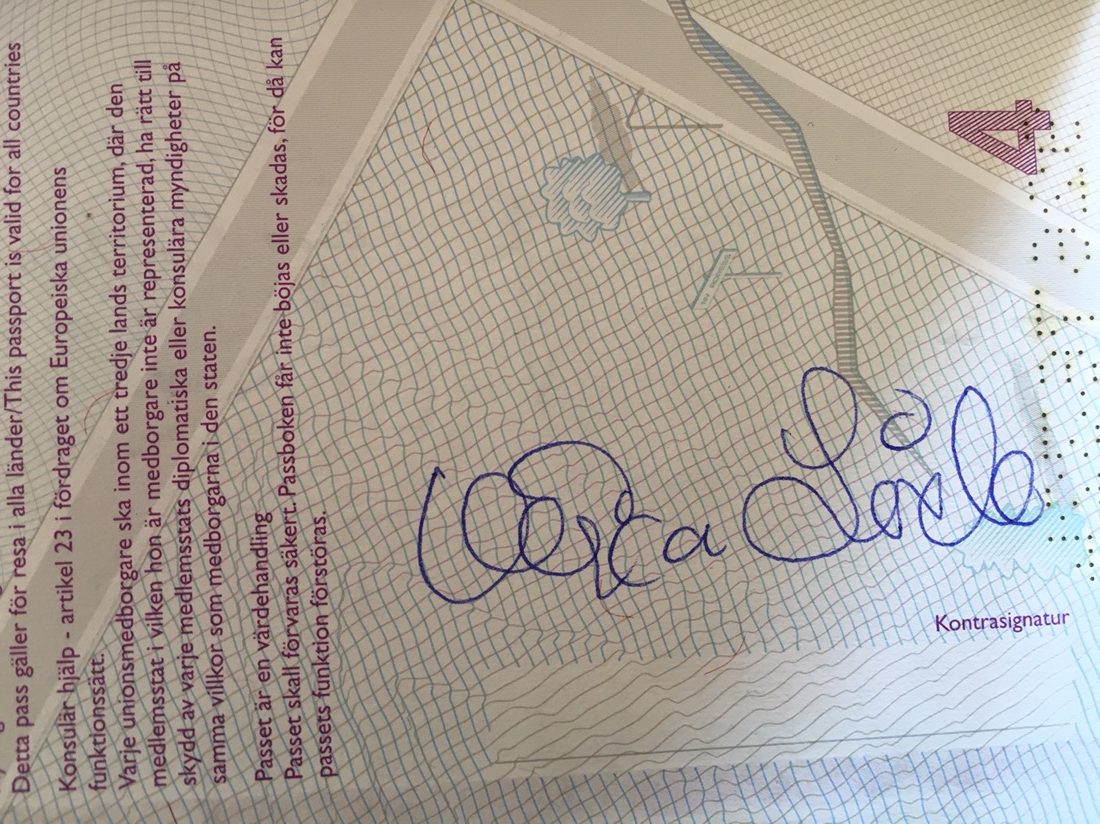 Detta pass gäller för resa i alla länder/This passport is valid for all countries
Konsulär hjälp - artikel 23 i fördraget om Europeiska unionens
funktionssätt.
Varje unionsmedborgare ska inom ett tredje lands territorium, där den
medlemsstat i vilken hon är medborgare inte är representerad, ha rätt till
skydd av varje medlemsstats diplomatiska eller konsulära myndigheter på
samma villkor som medborgarna i den staten.
Passet är en värdehandling
Passet skall förvaras säkert. Passboken får inte böjas eller skadas, för då kan
passets funktion förstöras.
4
Kontrasignatur